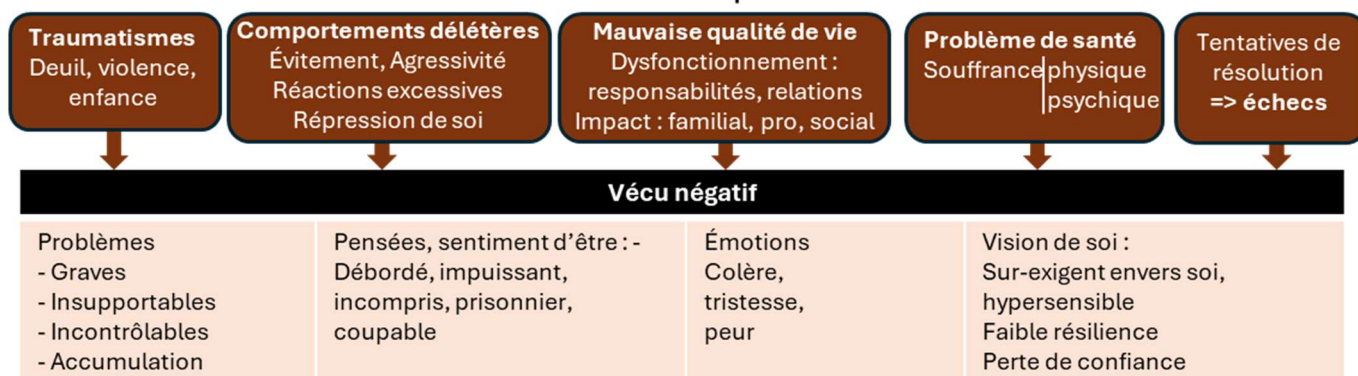 Traumatismes
Deuil, violence,
enfance
Comportements délétères
Évitement, Agressivité
Réactions excessives
Répression de soi
Mauvaise qualité de vie
Dysfonctionnement :
responsabilités, relations
Impact : familial, pro, social
Problème de santé
Souffrance physique
psychique
Tentatives de
résolution
=> échecs
Vécu négatif
Problèmes
- Graves
- Insupportables
- Incontrôlables
- Accumulation
Pensées, sentiment d'être : -
Débordé, impuissant,
incompris, prisonnier,
coupable
Émotions
Colère,
tristesse,
peur
Vision de soi :
Sur-exigent envers soi,
hypersensible
Faible résilience
Perte de confiance